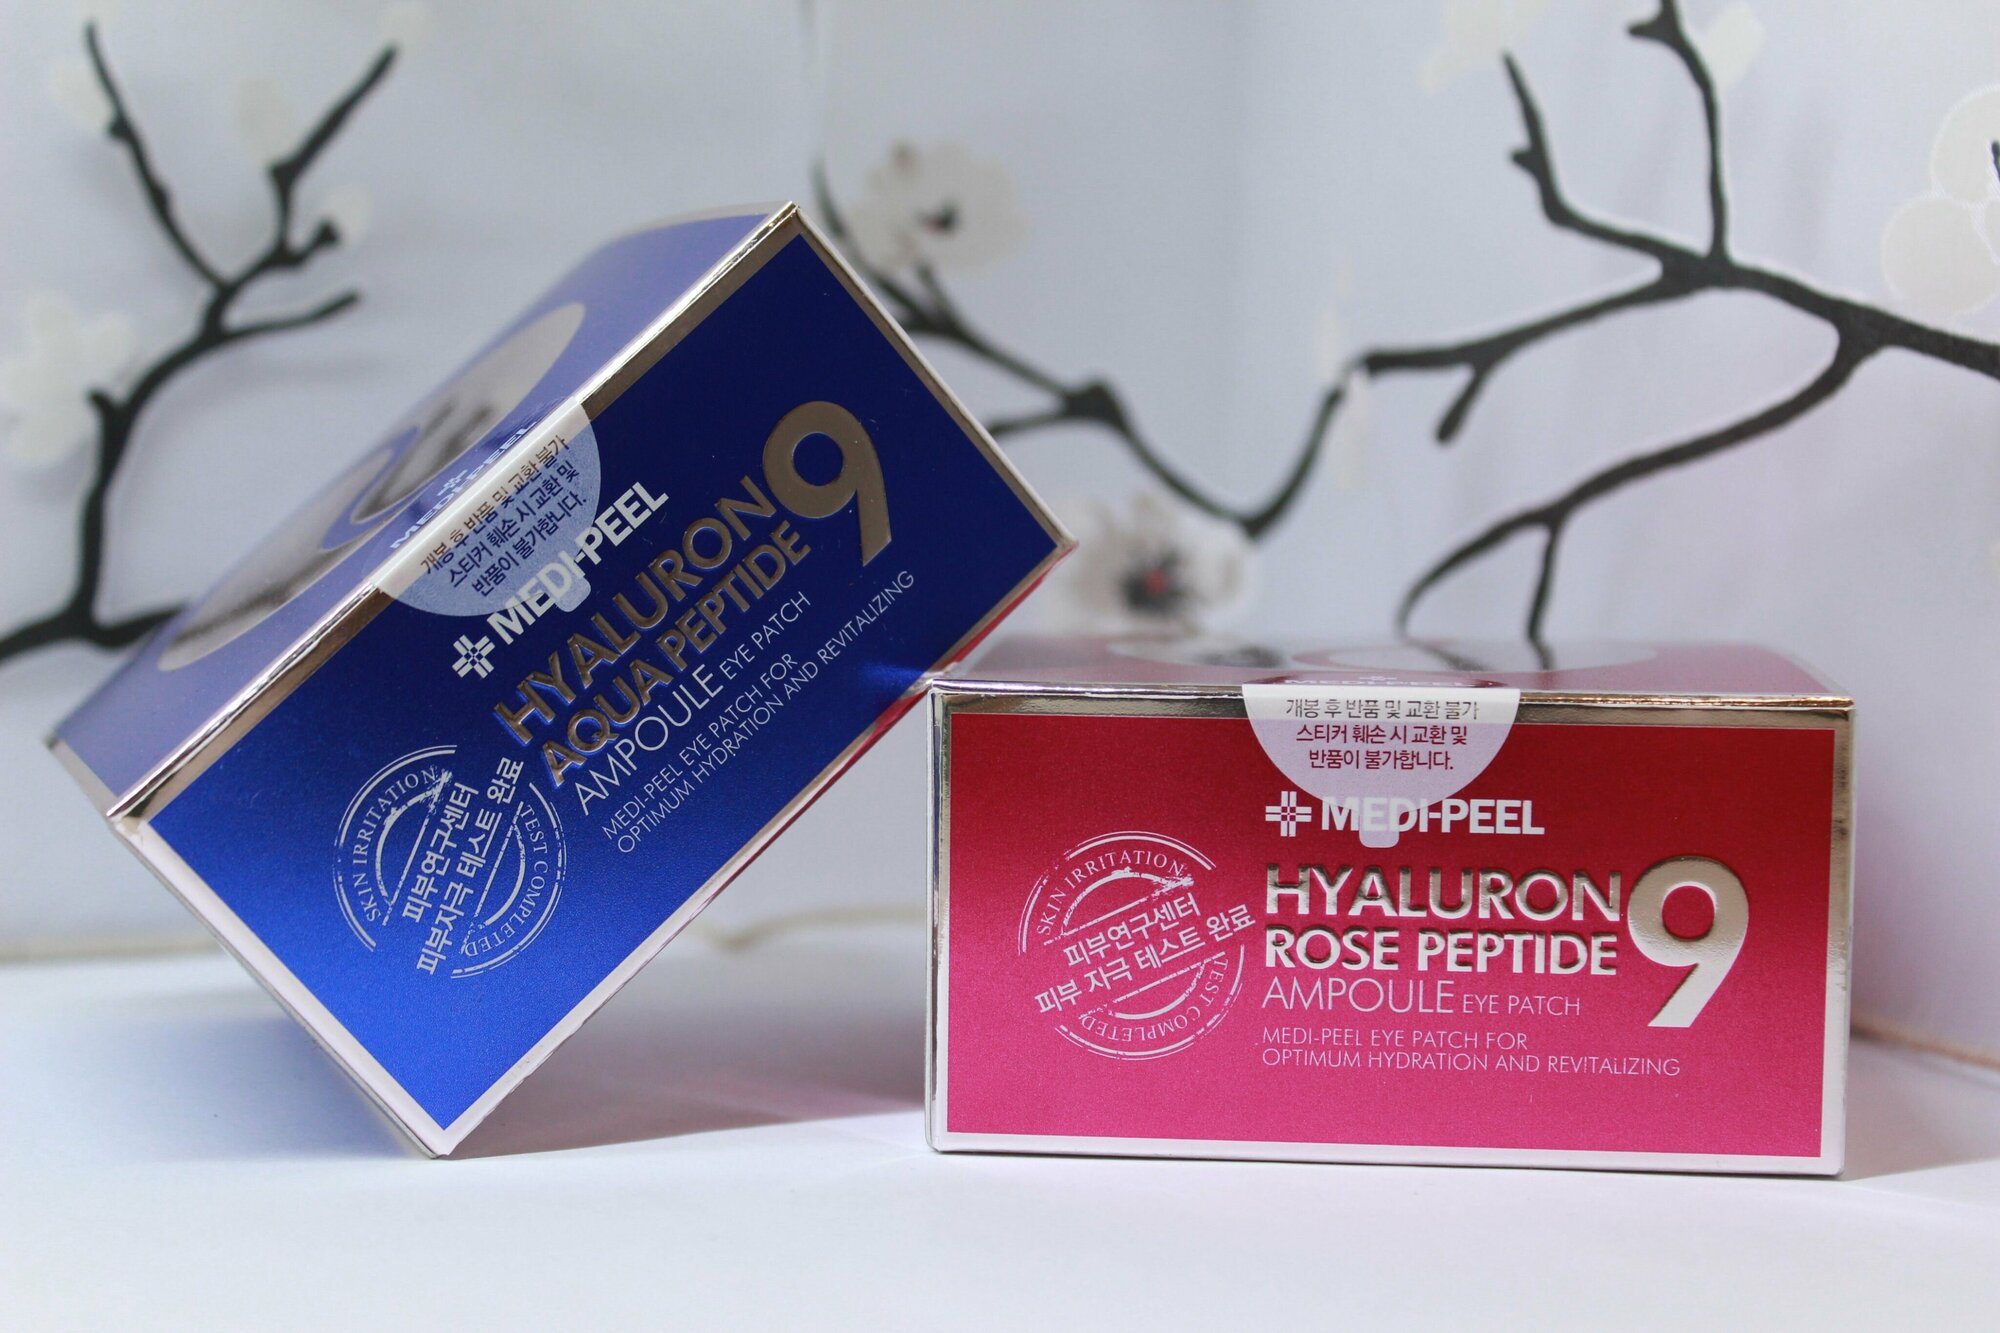 MEDI-PEEL
개봉 후 반품 및 교환 불가
스티커 훼손 시 교환 및
반품이 불가합니다.
MEDI-PEEL
HYALURON
AQUA PEPTIDE
9
AMPOULE EYE PATCH
MEDI-PEEL EYE PATCH FOR
OPTIMUM HYDRATION AND REVITALIZING
SKIN IRRITATION
피부연구센터
피부자극 테스트 완료
TEST COMPLETED
개봉 후 반품 및 교환 불가
스티커 훼손 시 교환 및
반품이 불가합니다.
MEDI-PEEL
HYALURON
ROSE PEPTIDE
9
AMPOULE EYE PATCH
MEDI-PEEL EYE PATCH FOR
OPTIMUM HYDRATION AND REVITALIZING
SKIN IRRITATION
피부연구센터
피부 자극 테스트 완료
TEST COMPLETED